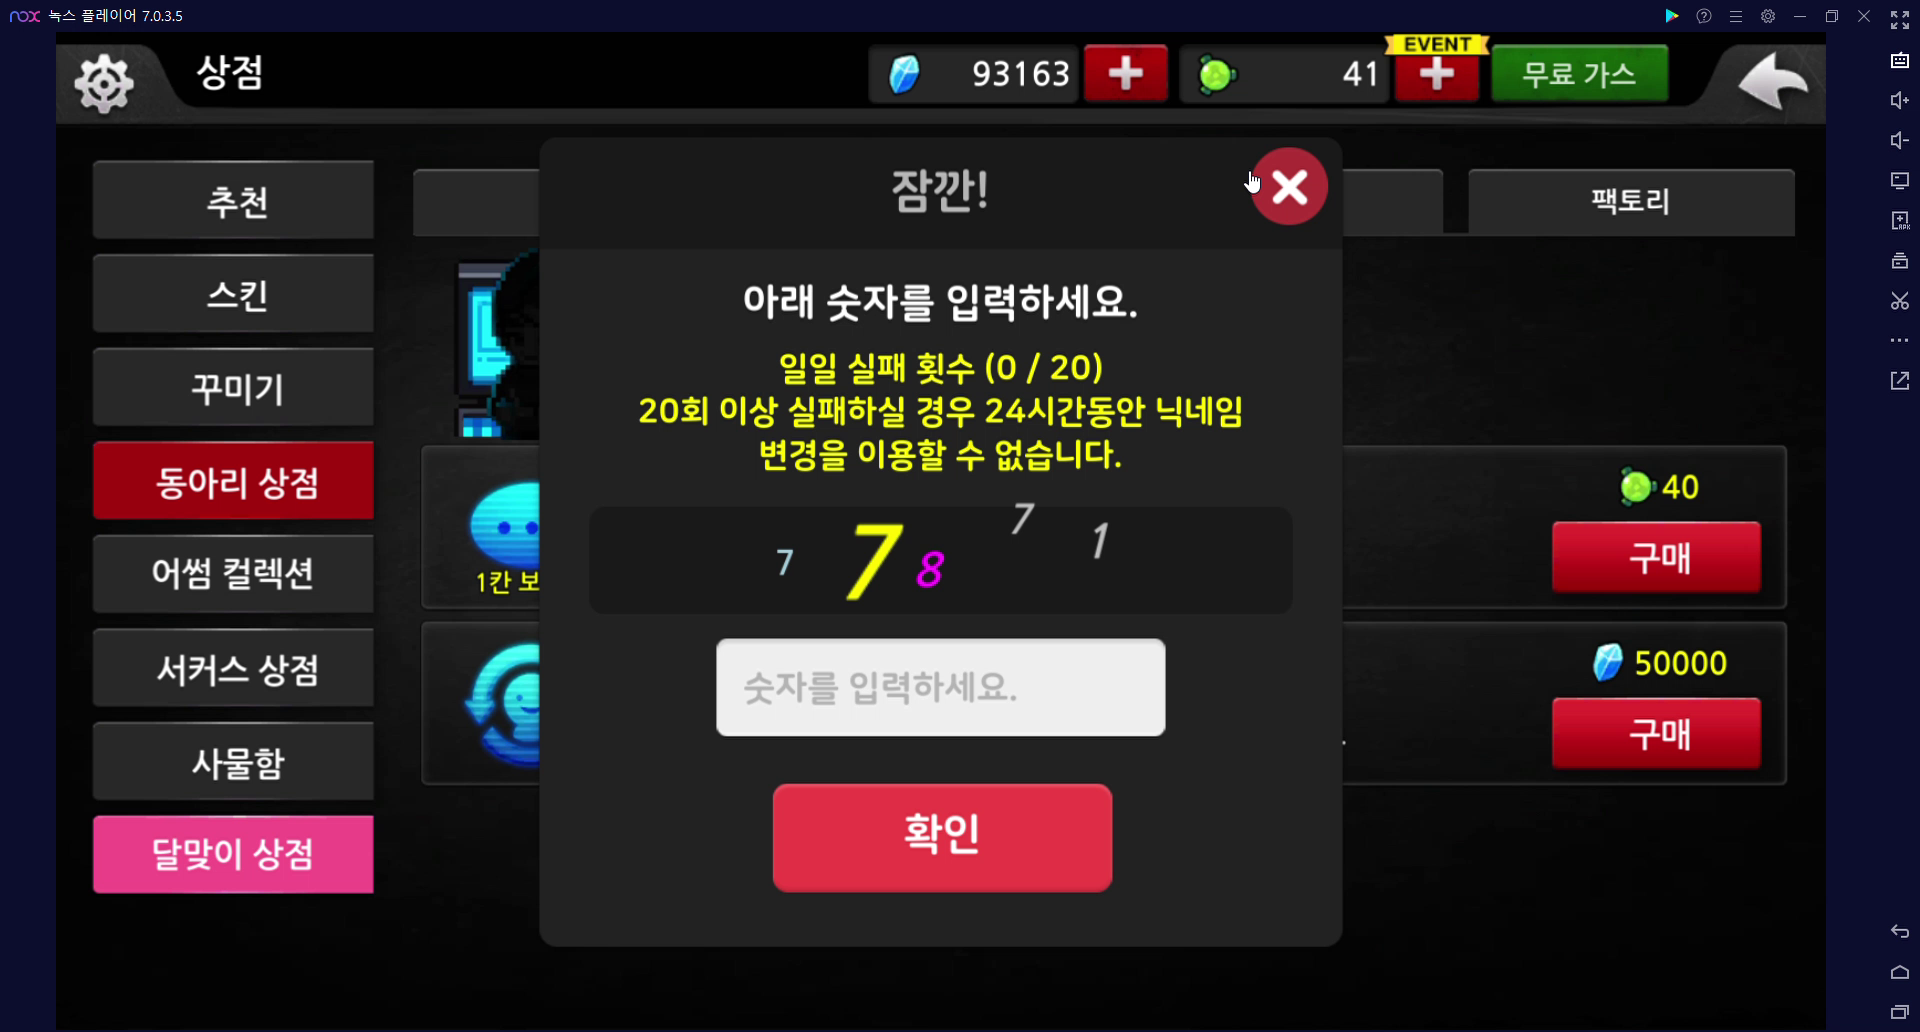 nox 녹스 플레이어 7.0.3.5
상점
93163
41
EVENT
무료 가스
추천
스킨
꾸미기
동아리 상점
어썸 컬렉션
서커스 상점
사물함
달맞이 상점
팩토리
잠깐!
아래 숫자를 입력하세요.
일일 실패 횟수 (0 / 20)
20회 이상 실패하실 경우 24시간동안 닉네임
변경을 이용할 수 없습니다.
7 7 8 7 1
숫자를 입력하세요.
확인
1칸 보
40
구매
50000
구매
.